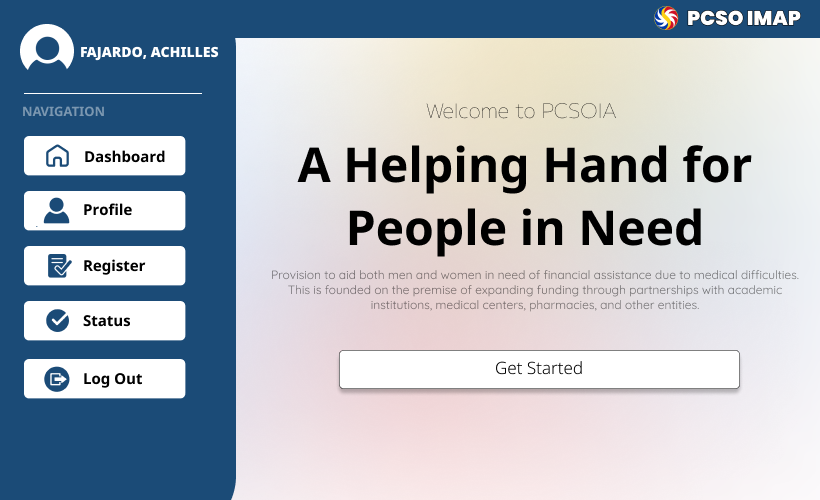 PCSO IMAP
FAJARDO, ACHILLES
NAVIGATION
Dashboard
Profile
Register
Status
Log Out
Welcome to PCSOIA
A Helping Hand for
People in Need
Provision to aid both men and women in need of financial assistance due to medical difficulties.
This is founded on the premise of expanding funding through partnerships with academic
institutions, medical centers, pharmacies, and other entities.
Get Started